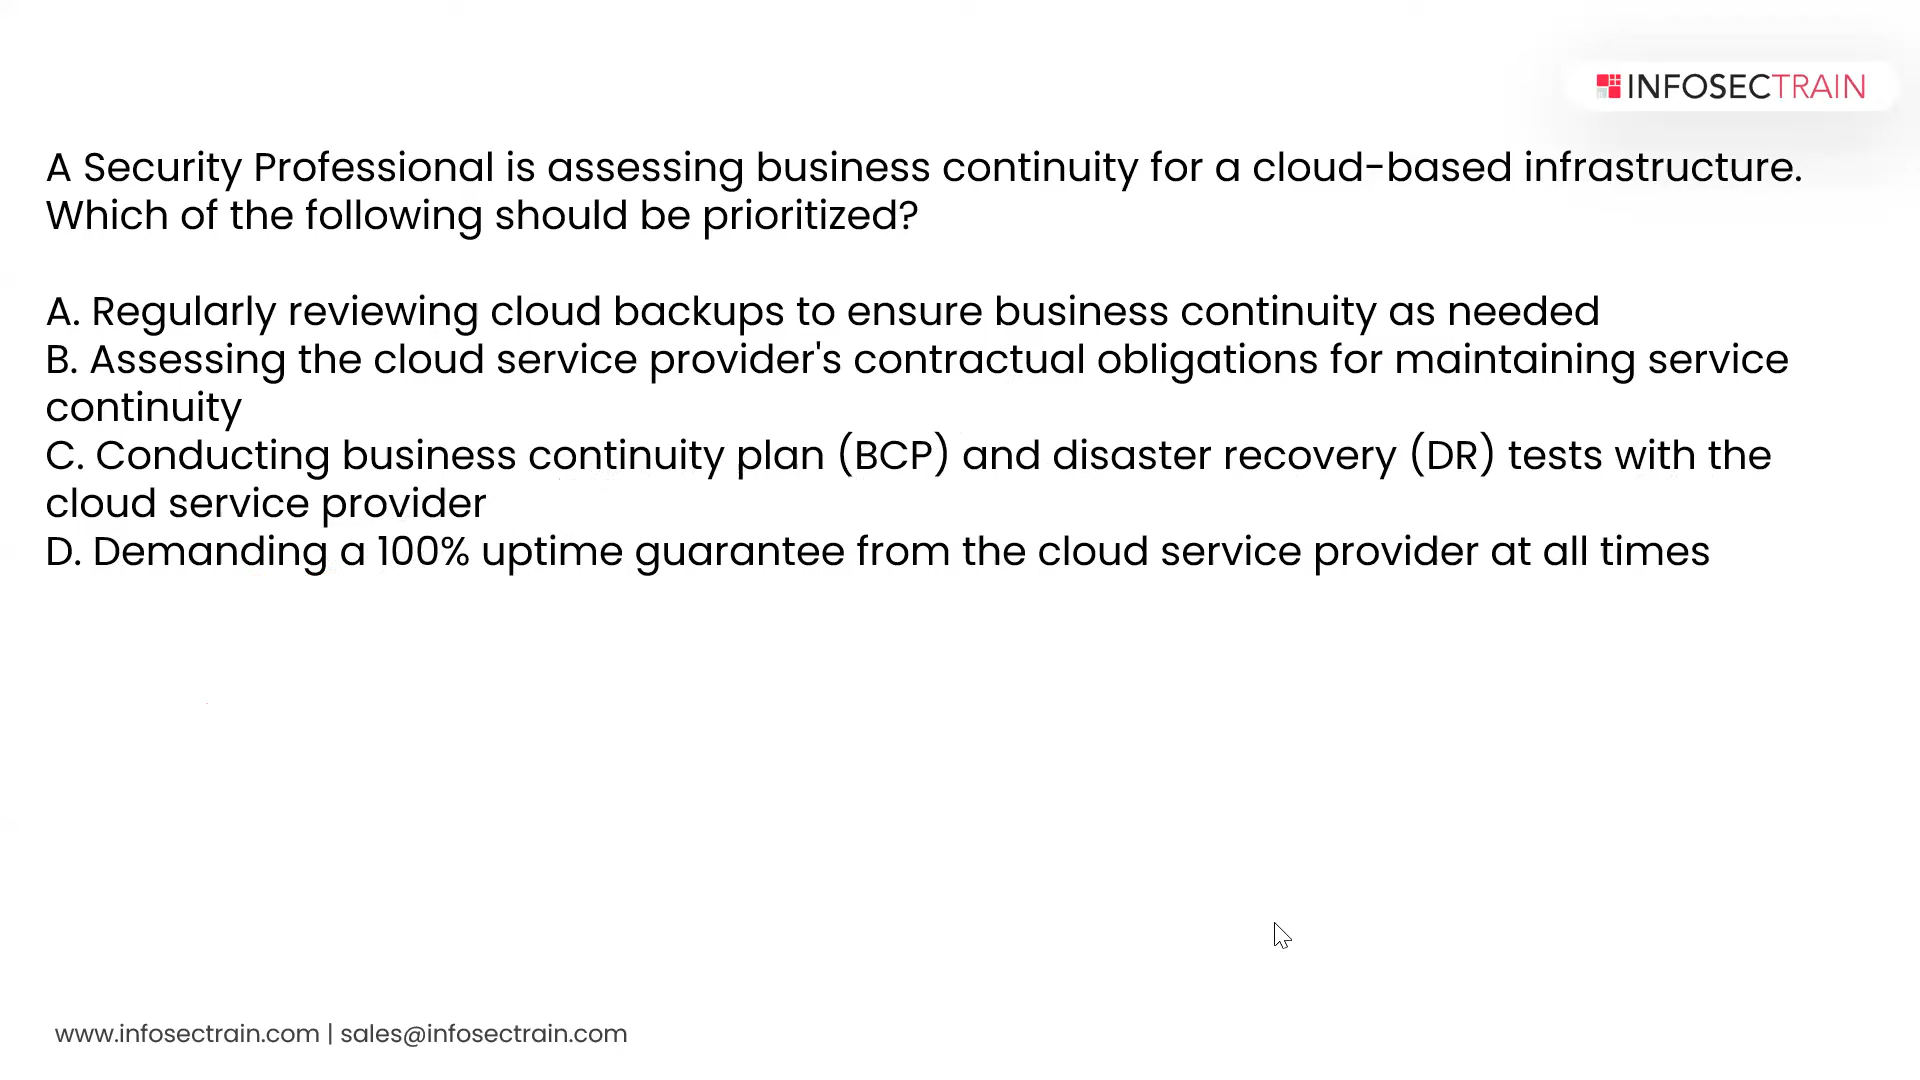 INFOSECTRAIN
A Security Professional is assessing business continuity for a cloud-based infrastructure.
Which of the following should be prioritized?
A. Regularly reviewing cloud backups to ensure business continuity as needed
B. Assessing the cloud service provider's contractual obligations for maintaining service
continuity
C. Conducting business continuity plan (BCP) and disaster recovery (DR) tests with the
cloud service provider
D. Demanding a 100% uptime guarantee from the cloud service provider at all times
www.infosectrain.com | sales@infosectrain.com